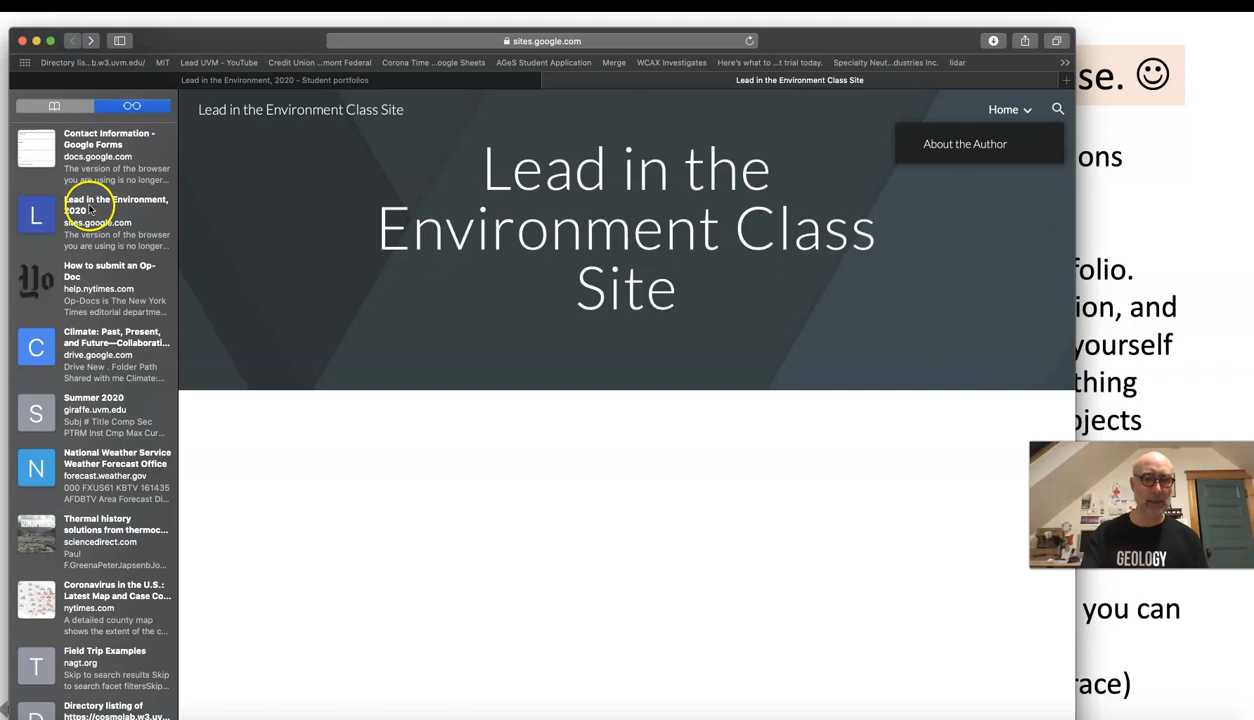 sites.google.com
Directory lis...b.w3.uvm.edu/
MIT
Lead UVM - YouTube
Credit Union ...mont Federal
Corona Time ...oogle Sheets
AGeS Student Application
Merge
WCAX Investigates
Here's what to...t trial today.
Specialty Neut...dustries Inc.
lidar
Lead in the Environment, 2020 - Student portfolios
Lead in the Environment Class Site
se. ☺
Contact Information -
Google Forms
docs.google.com
The version of the browser
you are using is no longer...
Lead in the Environment,
2020
sites.google.com
The version of the browser
you are using is no longer...
How to submit an Op-
Doc
help.nytimes.com
Op-Docs is The New York
Times editorial departme...
Climate: Past, Present,
and Future—Collaborati...
drive.google.com
Drive New . Folder Path
Shared with me Climate:...
Summer 2020
giraffe.uvm.edu
Subj # Title Comp Sec
PTRM Inst Cmp Max Cur...
National Weather Service
Weather Forecast Office
forecast.weather.gov
000 FXUS61 KBTV 161435
AFDBTV Area Forecast Di...
Thermal history
solutions from thermoc...
sciencedirect.com
Paul
F.GreenaPeterJapsenbJo...
Coronavirus in the U.S.:
Latest Map and Case Co...
nytimes.com
A detailed county map
shows the extent of the c...
Field Trip Examples
nagt.org
Skip to search results Skip
to search facet filtersSkip...
Directory listing of
https://cosmolab.w3.uv...
L
Yo
C
S
N
T
D
Lead in the Environment Class Site
Home
About the Author
Lead in the
Environment Class
Site
ons
folio.
ion, and
yourself
thing
ojects
GEOLOGY
you can
race)